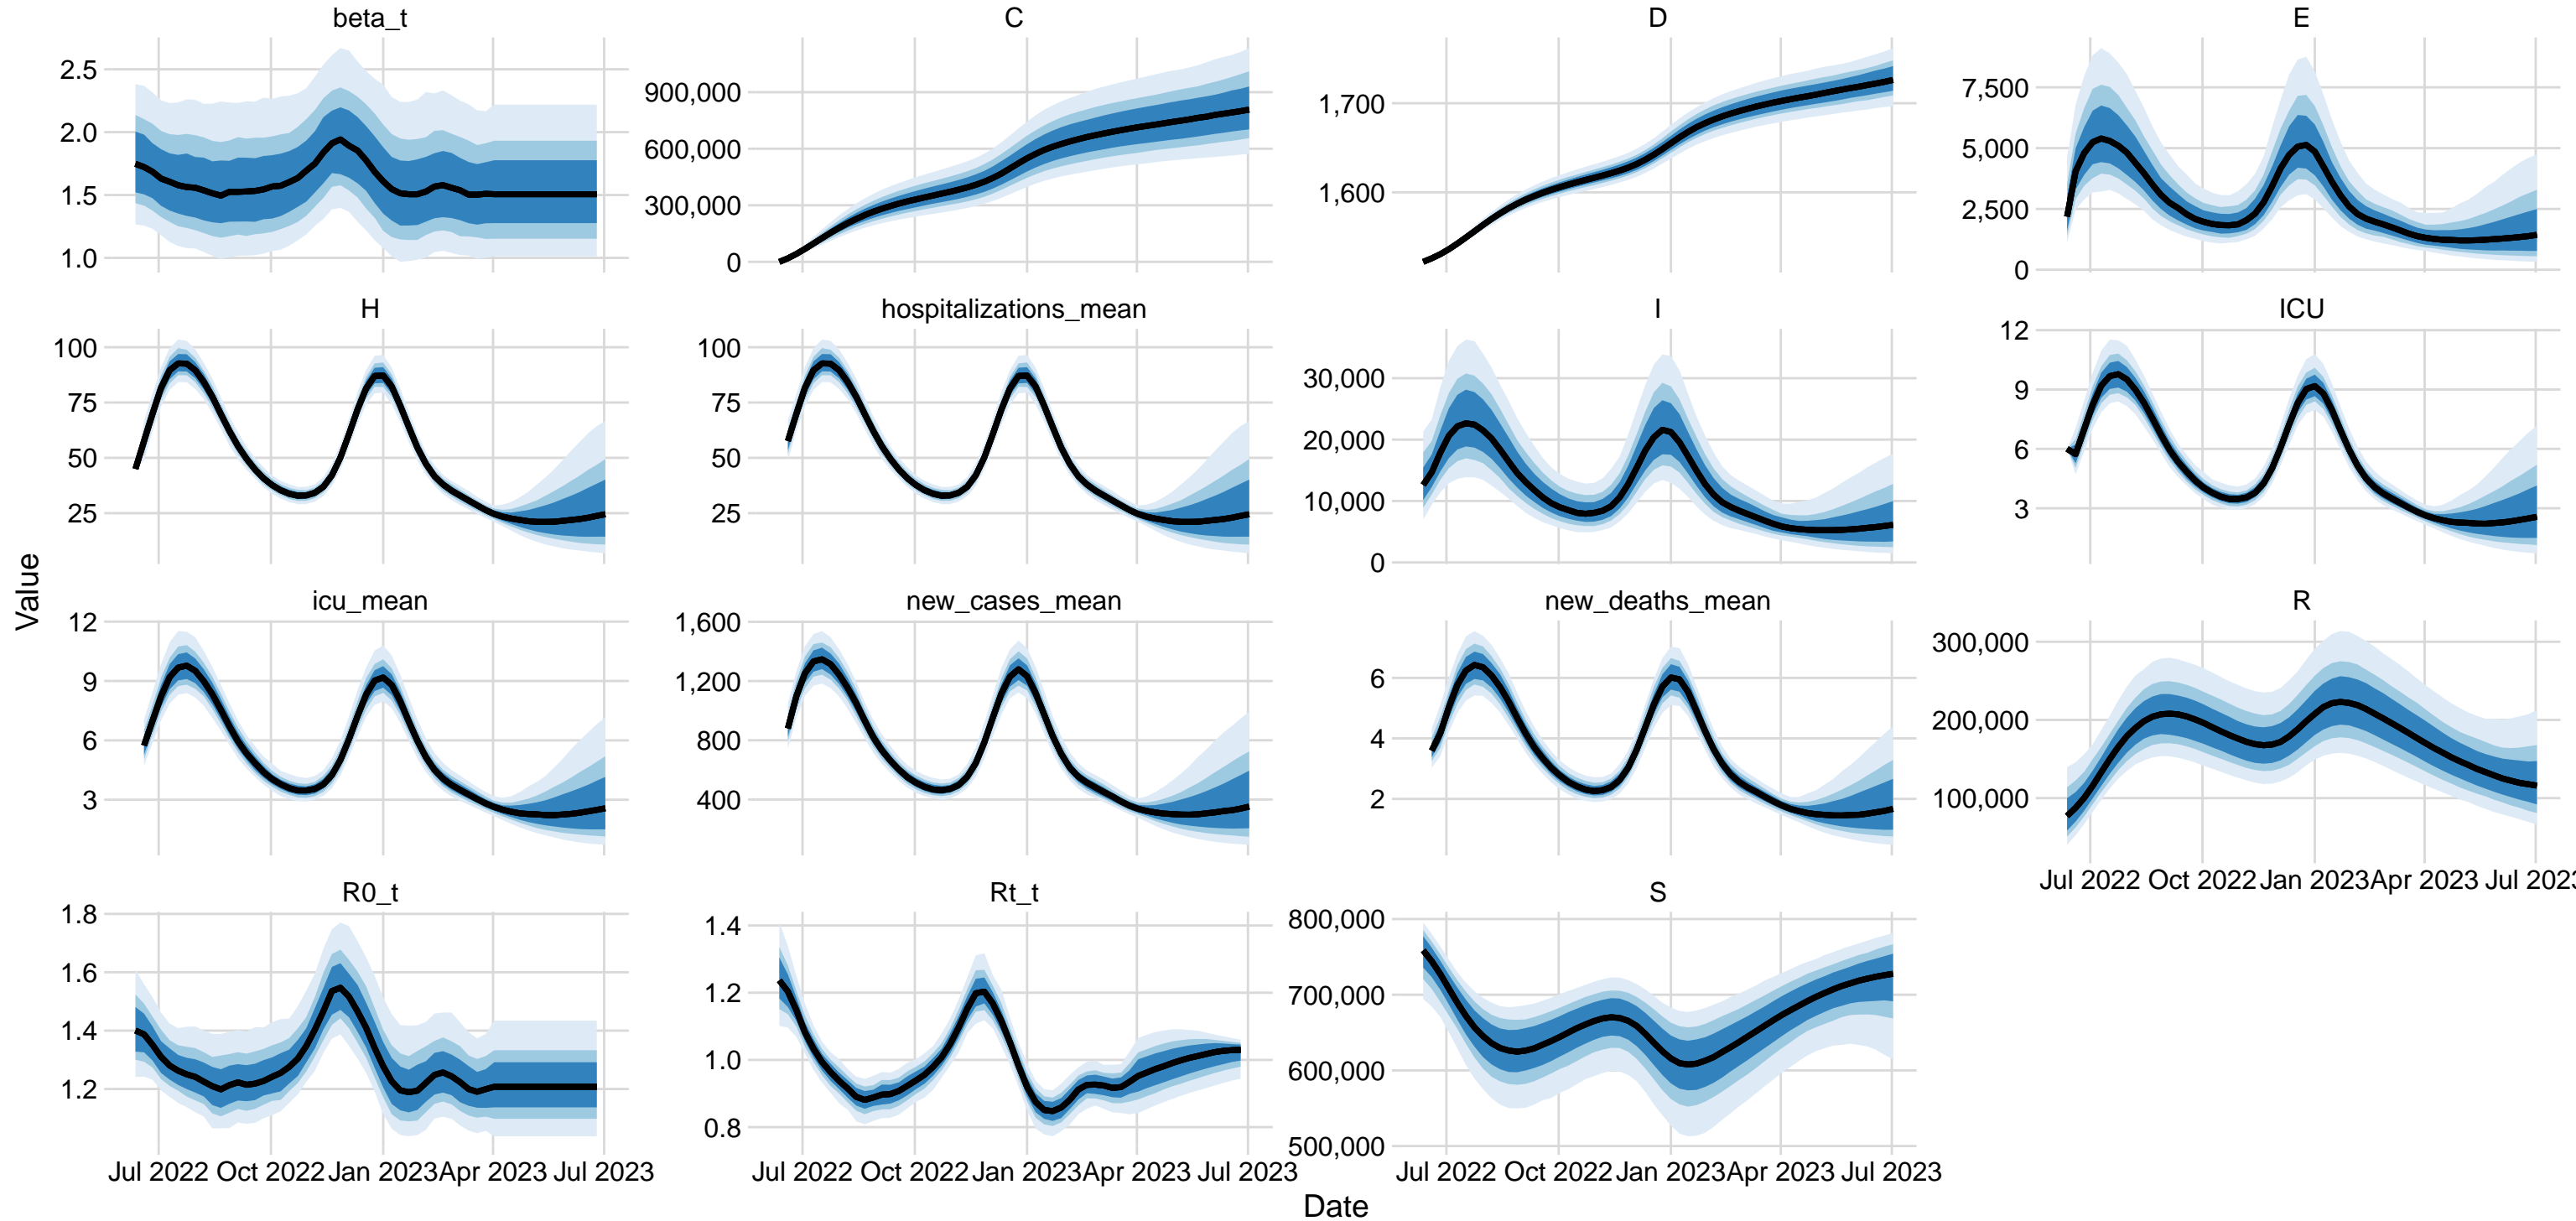 beta_t C D E
2.5 2.0 1.5 1.0
900,000 600,000 300,000 0
1,700 1,600
7,500 5,000 2,500 0
H hospitalizations_mean I ICU
100 75 50 25
100 75 50 25
30,000 20,000 10,000 0
12 9 6 3
Value
icu_mean new_cases_mean new_deaths_mean R
12 9 6 3
1,600 1,200 800 400
6 4 2
300,000 200,000 100,000
Jul 2022 Oct 2022 Jan 2023 Apr 2023 Jul 2023
R0_t Rt_t S
1.8 1.6 1.4 1.2
1.4 1.2 1.0 0.8
800,000 700,000 600,000 500,000
Jul 2022 Oct 2022 Jan 2023 Apr 2023 Jul 2023 Jul 2022 Oct 2022 Jan 2023 Apr 2023 Jul 2023 Jul 2022 Oct 2022 Jan 2023 Apr 2023 Jul 2023
Date